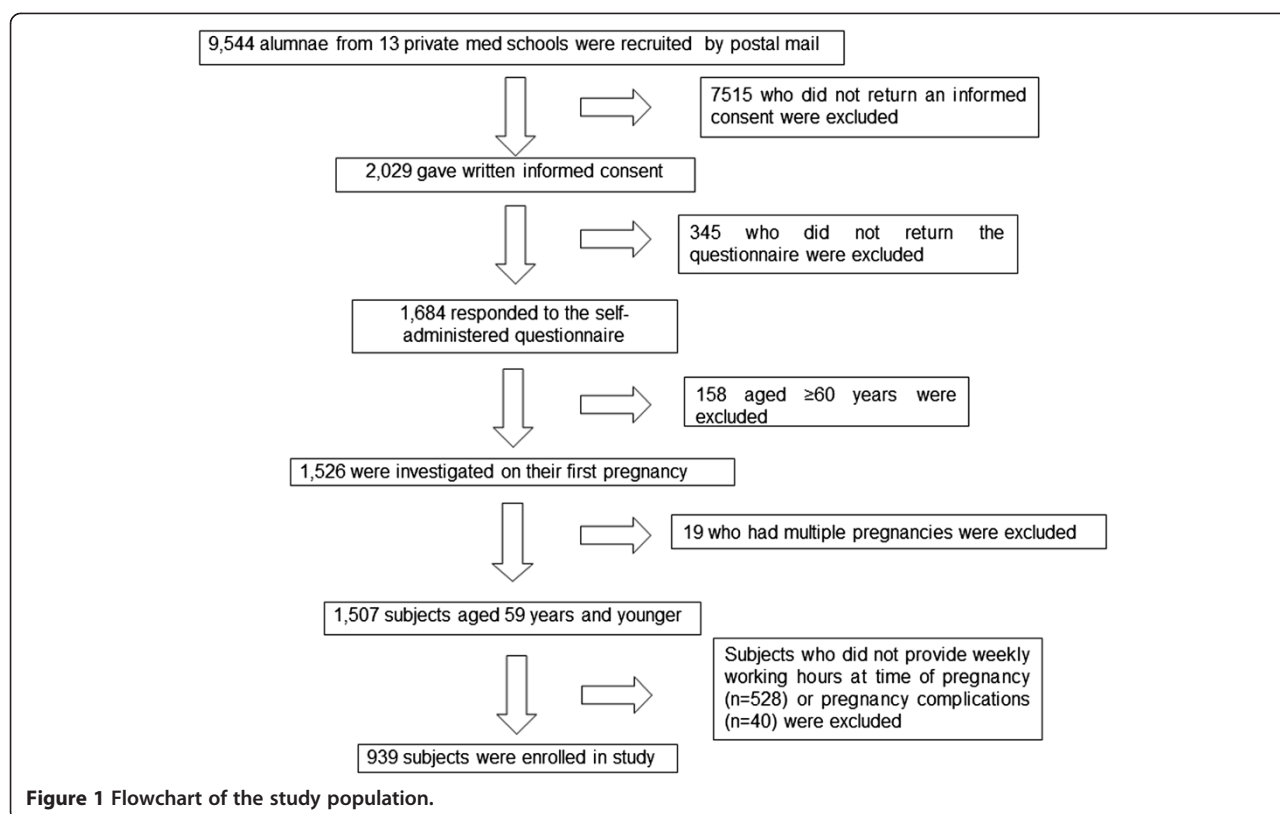 9,544 alumnae from 13 private med schools were recruited by postal mail
7515 who did not return an informed
consent were excluded
2,029 gave written informed consent
345 who did not return the
questionnaire were excluded
1,684 responded to the self-
administered questionnaire
158 aged ≥60 years were
excluded
1,526 were investigated on their first pregnancy
19 who had multiple pregnancies were excluded
1,507 subjects aged 59 years and younger
Subjects who did not provide weekly
working hours at time of pregnancy
(n=528) or pregnancy complications
(n=40) were excluded
939 subjects were enrolled in study
Figure 1 Flowchart of the study population.